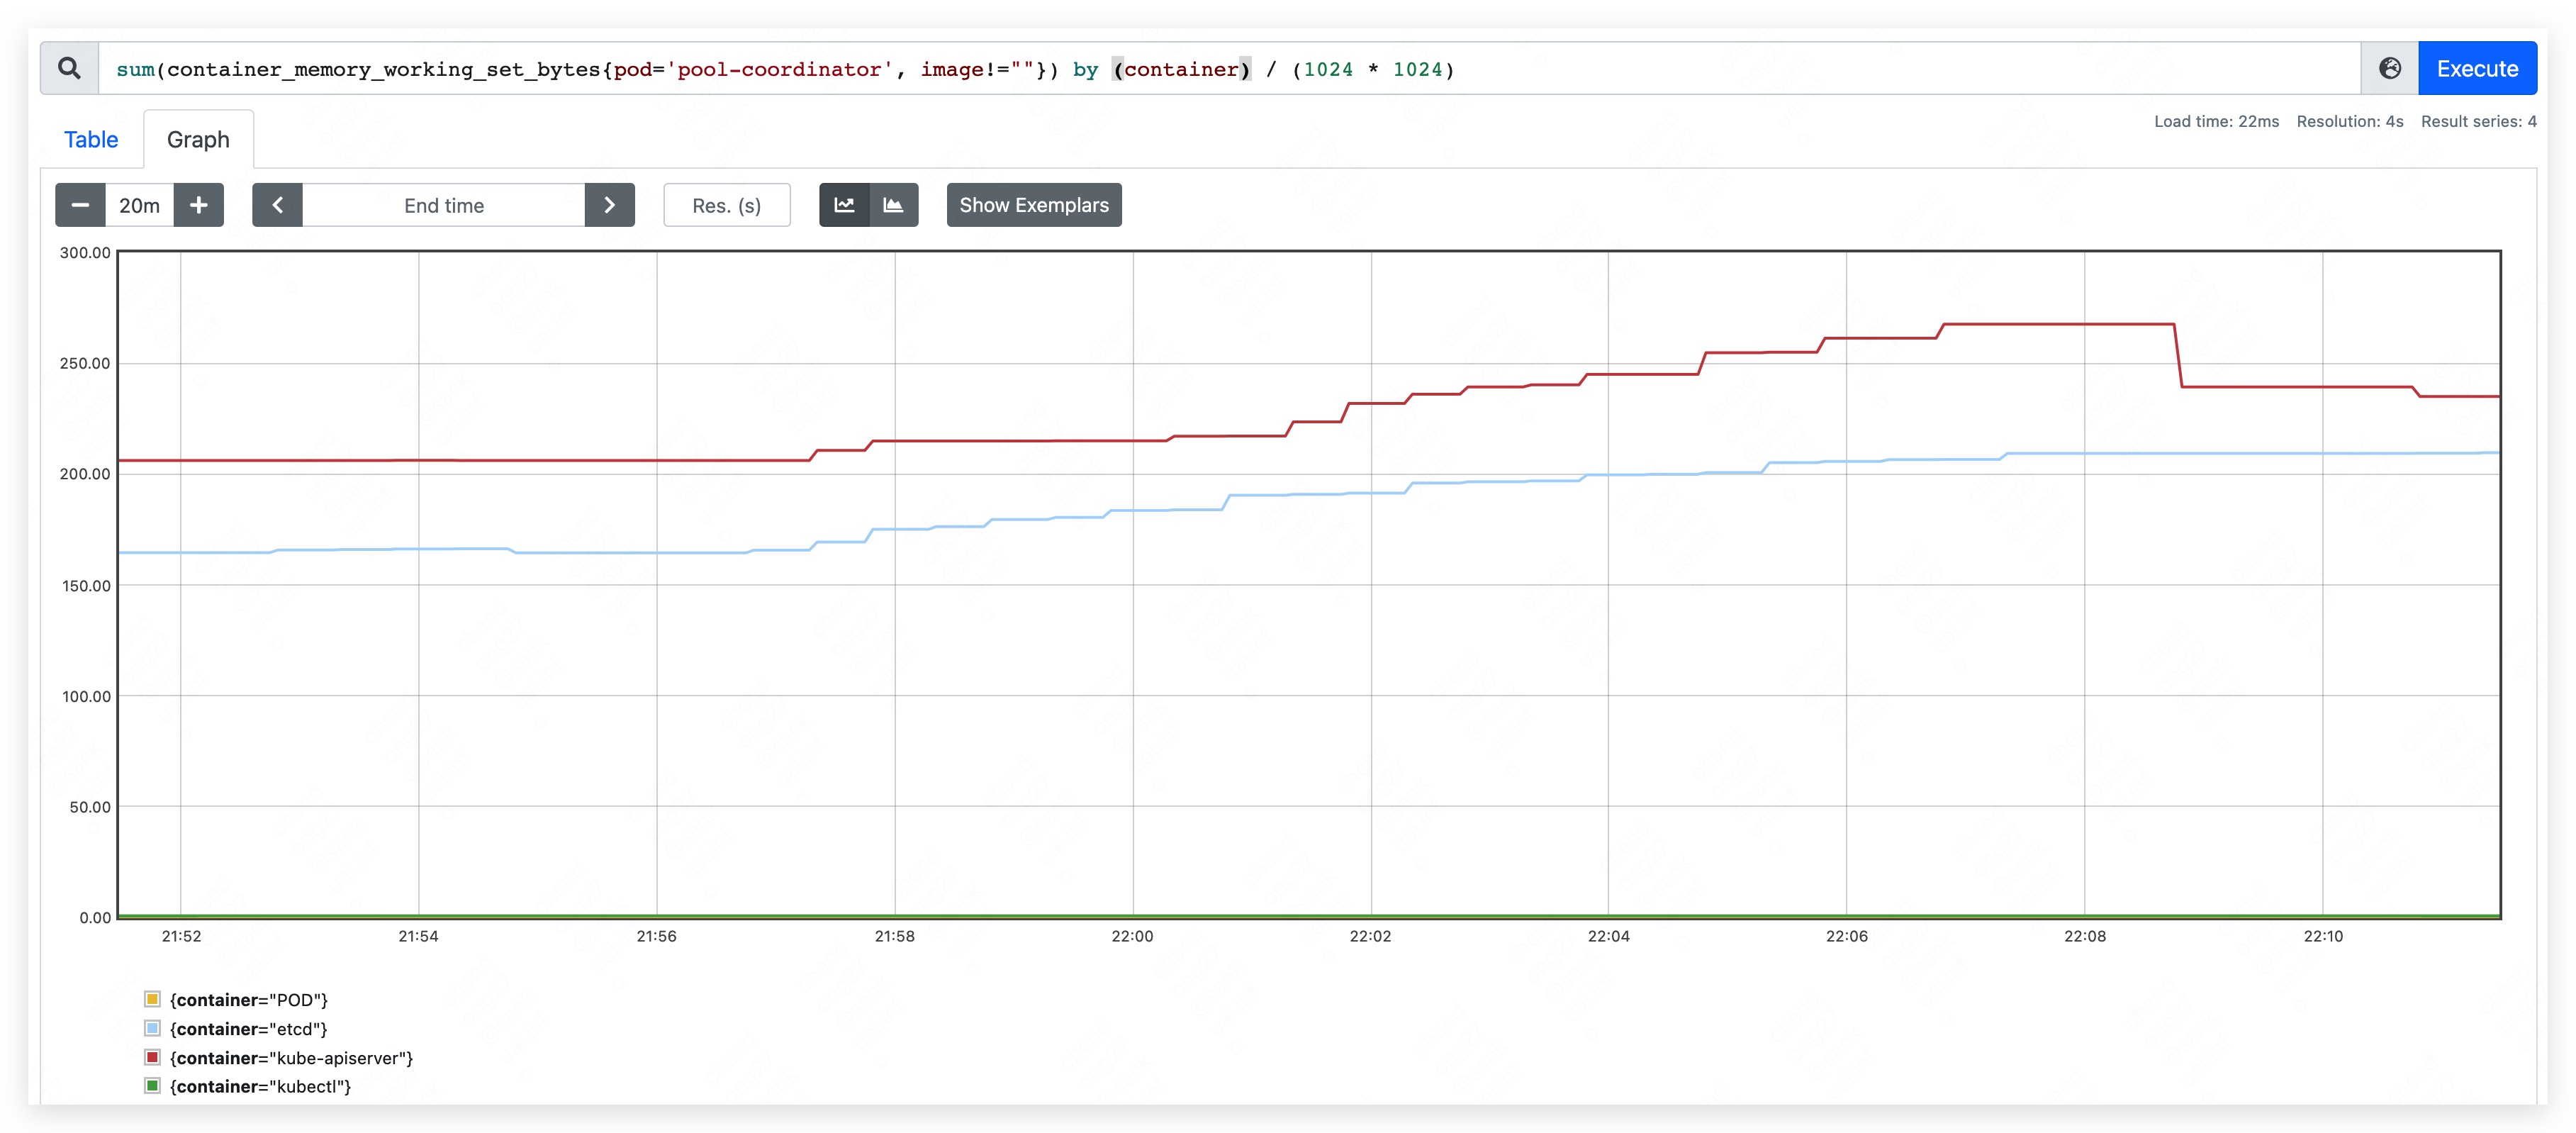 sum(container_memory_working_set_bytes{pod='pool-coordinator', image!=""}) by (container) / (1024 * 1024)
Execute
Table
Graph
Load time: 22ms Resolution: 4s Result series: 4
20m
End time
Res. (s)
Show Exemplars
300.00
250.00
200.00
150.00
100.00
50.00
0.00
21:52
21:54
21:56
21:58
22:00
22:02
22:04
22:06
22:08
22:10
{container="POD"}
{container="etcd"}
{container="kube-apiserver"}
{container="kubectl"}